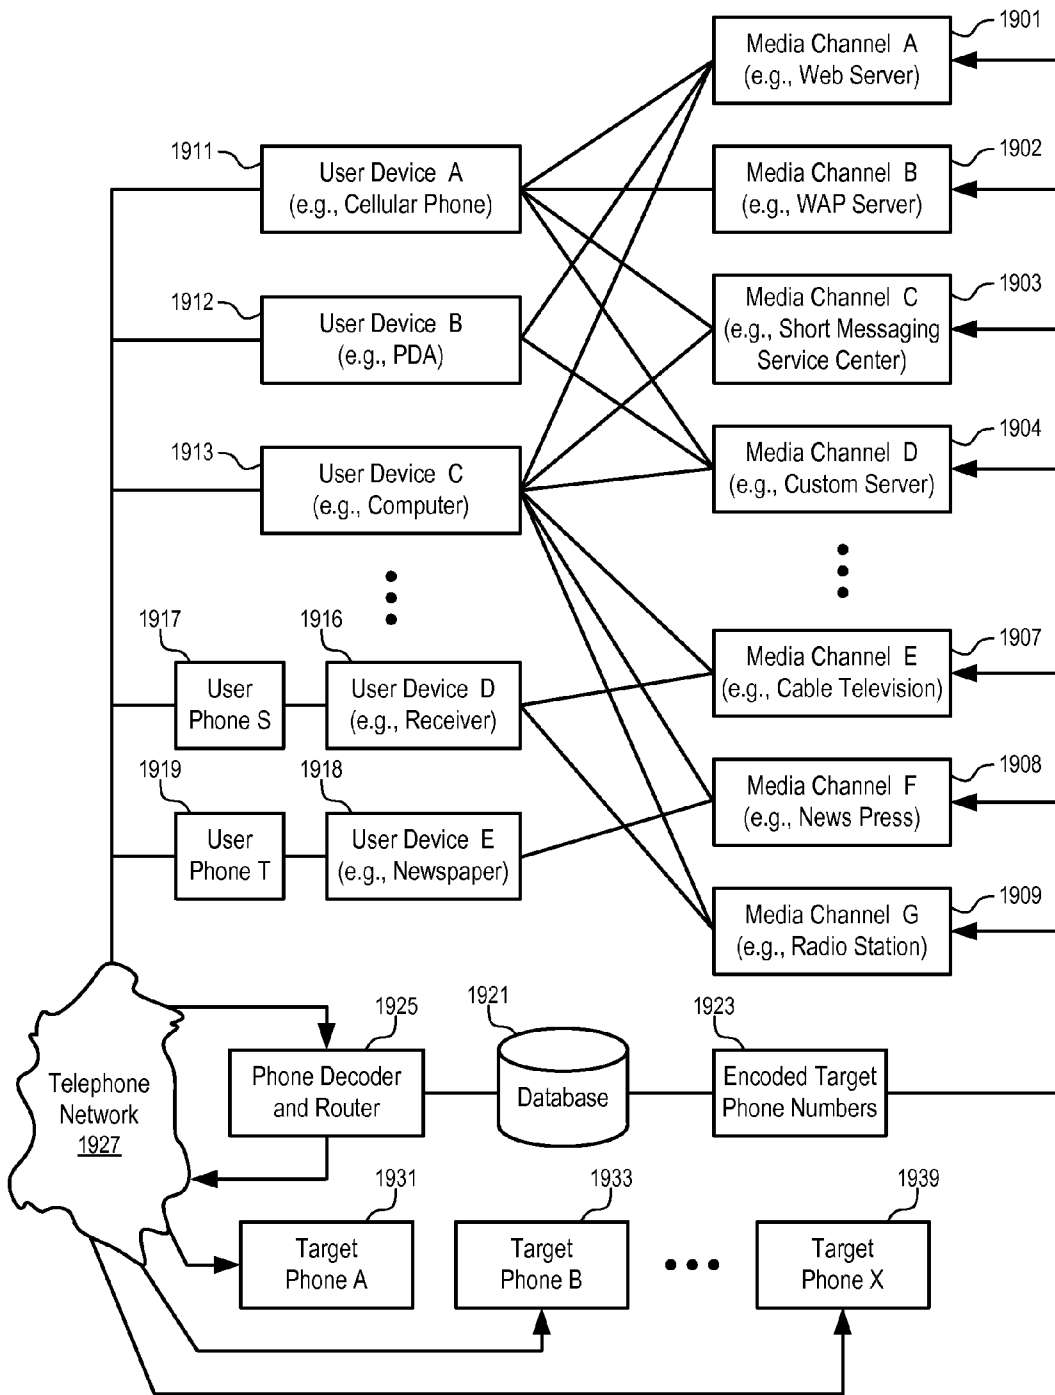 1901
Media Channel A
(e.g., Web Server)
1911
User Device A
(e.g., Cellular Phone)
1902
Media Channel B
(e.g., WAP Server)
1912
User Device B
(e.g., PDA)
1903
Media Channel C
(e.g., Short Messaging
Service Center)
1913
User Device C
(e.g., Computer)
1904
Media Channel D
(e.g., Custom Server)
1917
User
Phone S
1916
User Device D
(e.g., Receiver)
1907
Media Channel E
(e.g., Cable Television)
1919
User
Phone T
1918
User Device E
(e.g., Newspaper)
1908
Media Channel F
(e.g., News Press)
1909
Media Channel G
(e.g., Radio Station)
Telephone
Network
1927
1925
Phone Decoder
and Router
1921
Database
1923
Encoded Target
Phone Numbers
1931
Target
Phone A
1933
Target
Phone B
1939
Target
Phone X